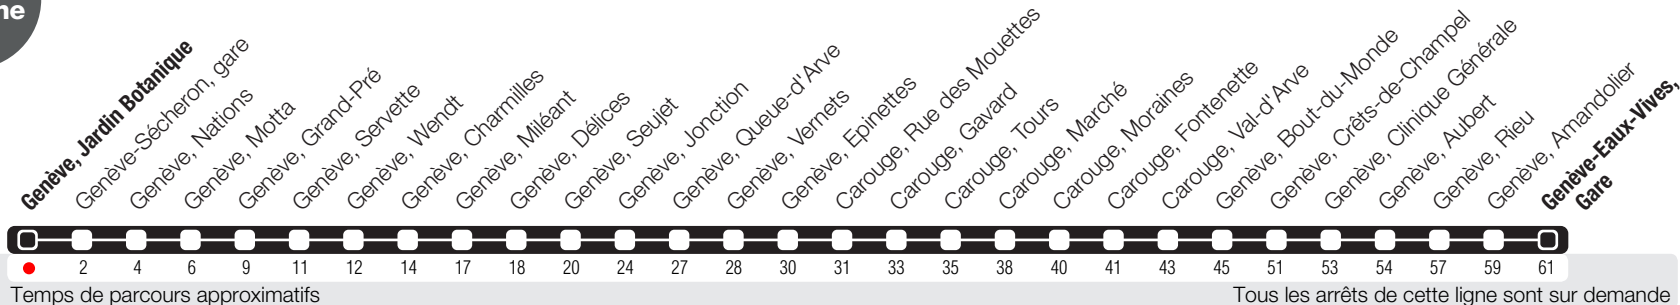 Genève, Jardin Botanique
Genève-Sécheron, gare
Genève, Nations
Genève, Motta
Genève, Grand-Pré
Genève, Servette
Genève, Wendt
Genève, Charmilles
Genève, Miléant
Genève, Délices
Genève, Seujet
Genève, Jonction
Genève, Queue-d'Arve
Genève, Vernets
Genève, Epinettes
Carouge, Rue des Mouettes
Carouge, Gavard
Carouge, Tours
Carouge, Marché
Carouge, Moraines
Carouge, Fontenette
Carouge, Val-d'Arve
Genève, Bout-du-Monde
Genève, Crêts-de-Champel
Genève, Clinique Générale
Genève, Aubert
Genève, Rieu
Genève, Amandolier
Genève-Eaux-Vives,
Gare
2 4 6 9 11 12 14 17 18 20 24 27 28 30 31 33 35 38 40 41 43 45 51 53 54 57 59 61
Temps de parcours approximatifs
Tous les arrêts de cette ligne sont sur demande